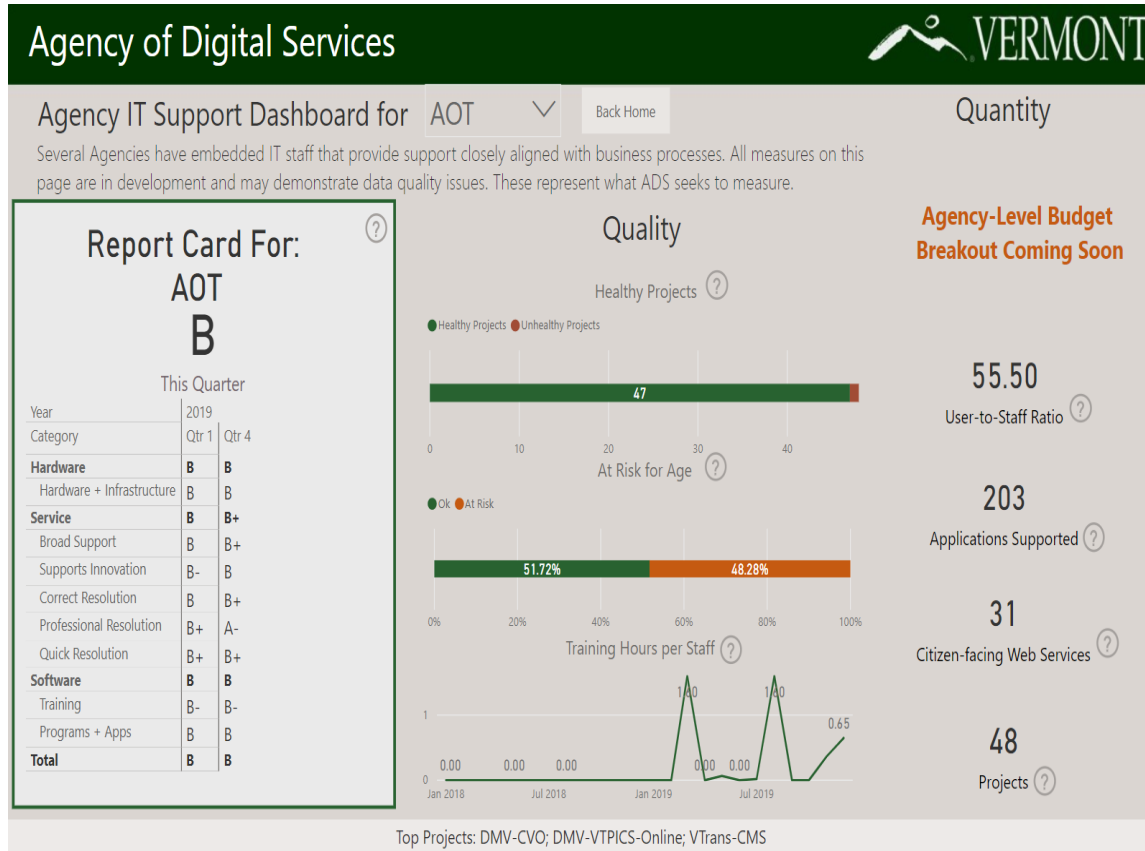 Agency of Digital Services
VERMONT
Agency IT Support Dashboard for AOT Back Home
Several Agencies have embedded IT staff that provide support closely aligned with business processes. All measures on this
page are in development and may demonstrate data quality issues. These represent what ADS seeks to measure.
Report Card For:
?
AOT
B
This Quarter
Year 2019
Category Qtr 1 Qtr 4
Hardware B B
Hardware + Infrastructure B B
Service B B+
Broad Support B B+
Supports Innovation B- B
Correct Resolution B B+
Professional Resolution B+ A-
Quick Resolution B+ B+
Software B B
Training B- B-
Programs + Apps B B
Total B B
Quality
Healthy Projects ?
Healthy Projects Unhealthy Projects
47
0 10 20 30 40
At Risk for Age ?
Ok At Risk
51.72% 48.28%
0% 20% 40% 60% 80% 100%
Training Hours per Staff ?
1.60 1.60
1
0.65
0.00 0.00 0.00 0.00 0.00
0
Jan 2018 Jul 2018 Jan 2019 Jul 2019
Quantity
Agency-Level Budget
Breakout Coming Soon
55.50
User-to-Staff Ratio ?
203
Applications Supported ?
31
Citizen-facing Web Services ?
48
Projects ?
Top Projects: DMV-CVO; DMV-VTPICS-Online; VTrans-CMS